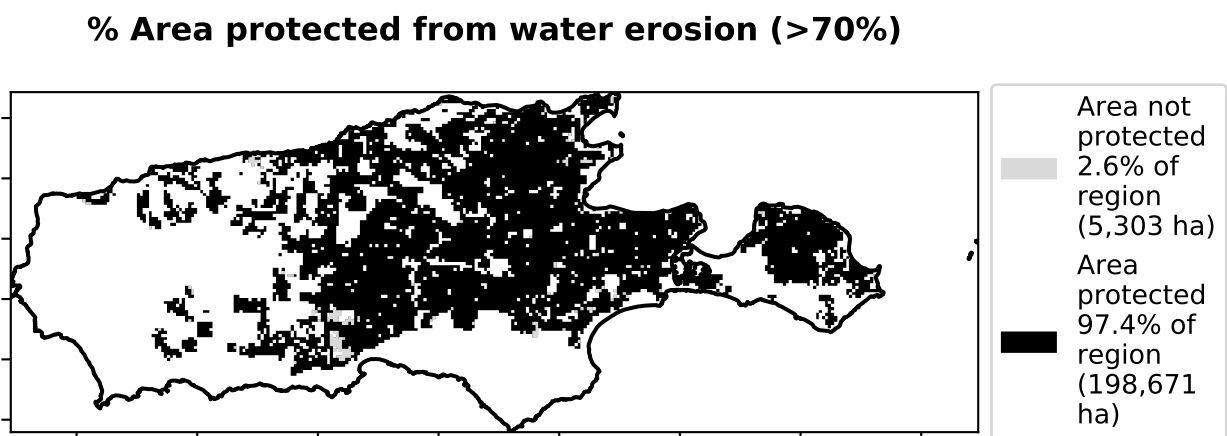 % Area protected from water erosion (>70%)
Area not
protected
2.6% of
region
(5,303 ha)
Area
protected
97.4% of
region
(198,671
ha)